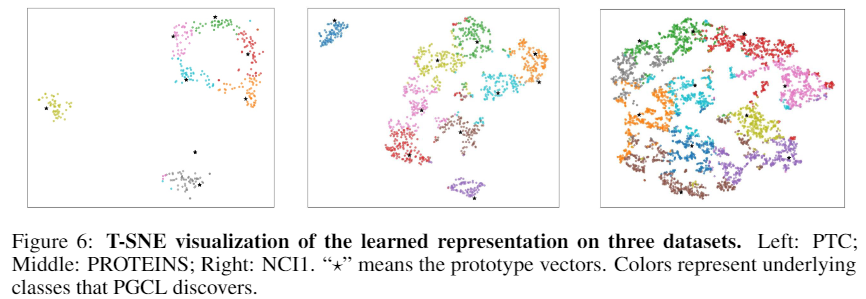 Figure 6: T-SNE visualization of the learned representation on three datasets. Left: PTC;
Middle: PROTEINS; Right: NCI1. “⋆” means the prototype vectors. Colors represent underlying
classes that PGCL discovers.